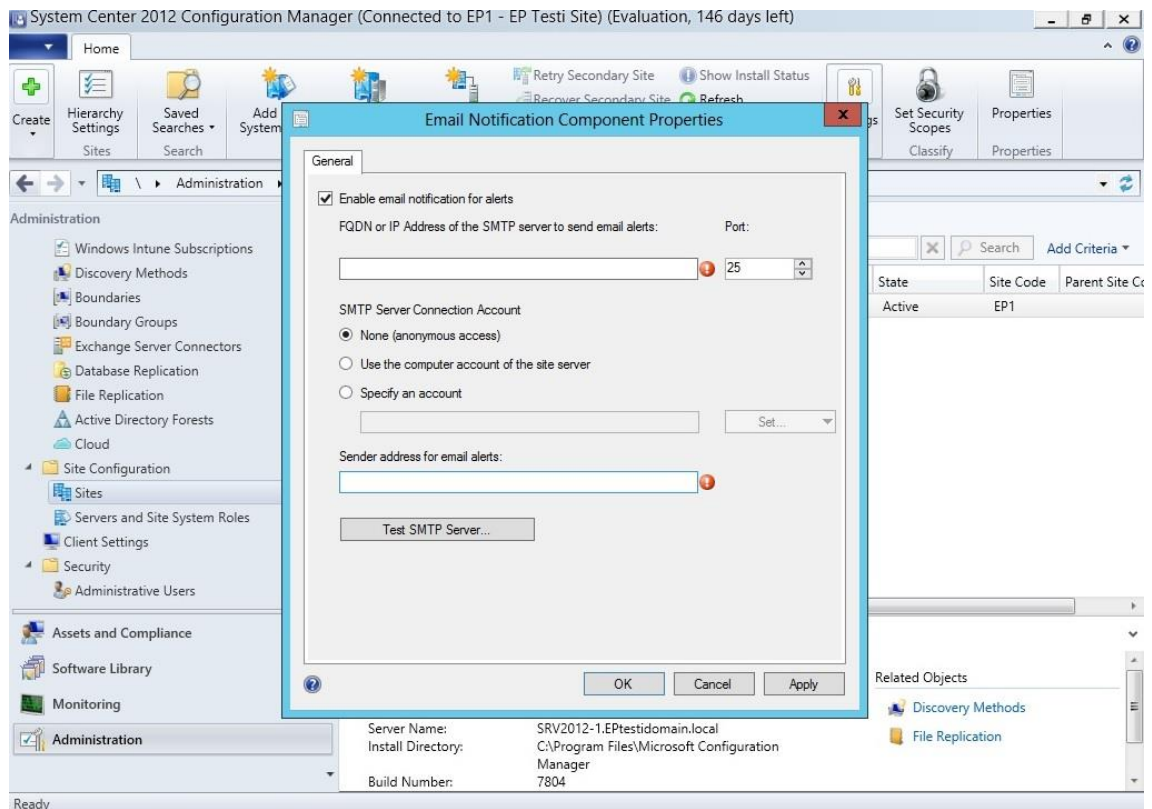 System Center 2012 Configuration Manager (Connected to EP1 - EP Testi Site) (Evaluation, 146 days left)
Home
Create
Hierarchy Settings
Saved Searches
Add
System
Retry Secondary Site
Recover Secondary Site
Show Install Status
Refresh
gs
Set Security Scopes
Properties
Sites
Search
Classify
Properties
\ Administration
Administration
Windows Intune Subscriptions
Discovery Methods
Boundaries
Boundary Groups
Exchange Server Connectors
Database Replication
File Replication
Active Directory Forests
Cloud
Site Configuration
Sites
Servers and Site System Roles
Client Settings
Security
Administrative Users
Assets and Compliance
Software Library
Monitoring
Administration
Ready
Email Notification Component Properties
x
General
Enable email notification for alerts
FQDN or IP Address of the SMTP server to send email alerts:
Port:
25
SMTP Server Connection Account
None (anonymous access)
Use the computer account of the site server
Specify an account
Set...
Sender address for email alerts:
Test SMTP Server...
OK
Cancel
Apply
Search
Add Criteria
State
Site Code
Parent Site Co
Active
EP1
Server Name: SRV2012-1.EPtestidomain.local
Install Directory: C:\Program Files\Microsoft Configuration
Manager
Build Number: 7804
Related Objects
Discovery Methods
File Replication